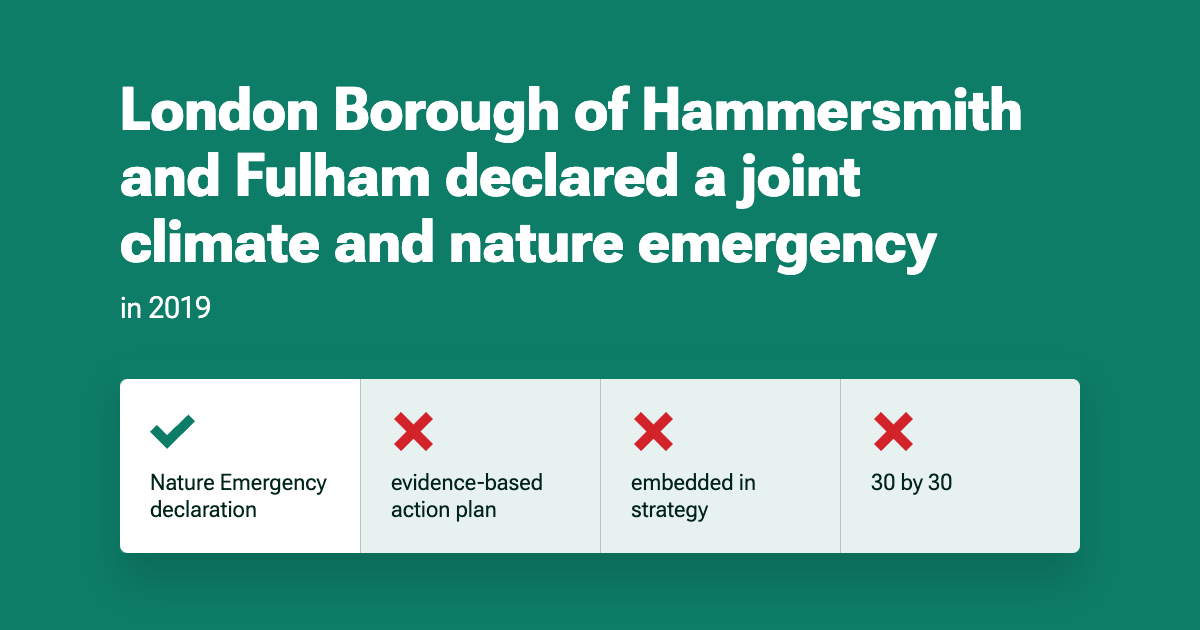 London Borough of Hammersmith
and Fulham declared a joint
climate and nature emergency
in 2019
Nature Emergency
declaration
evidence-based
action plan
embedded in
strategy
30 by 30